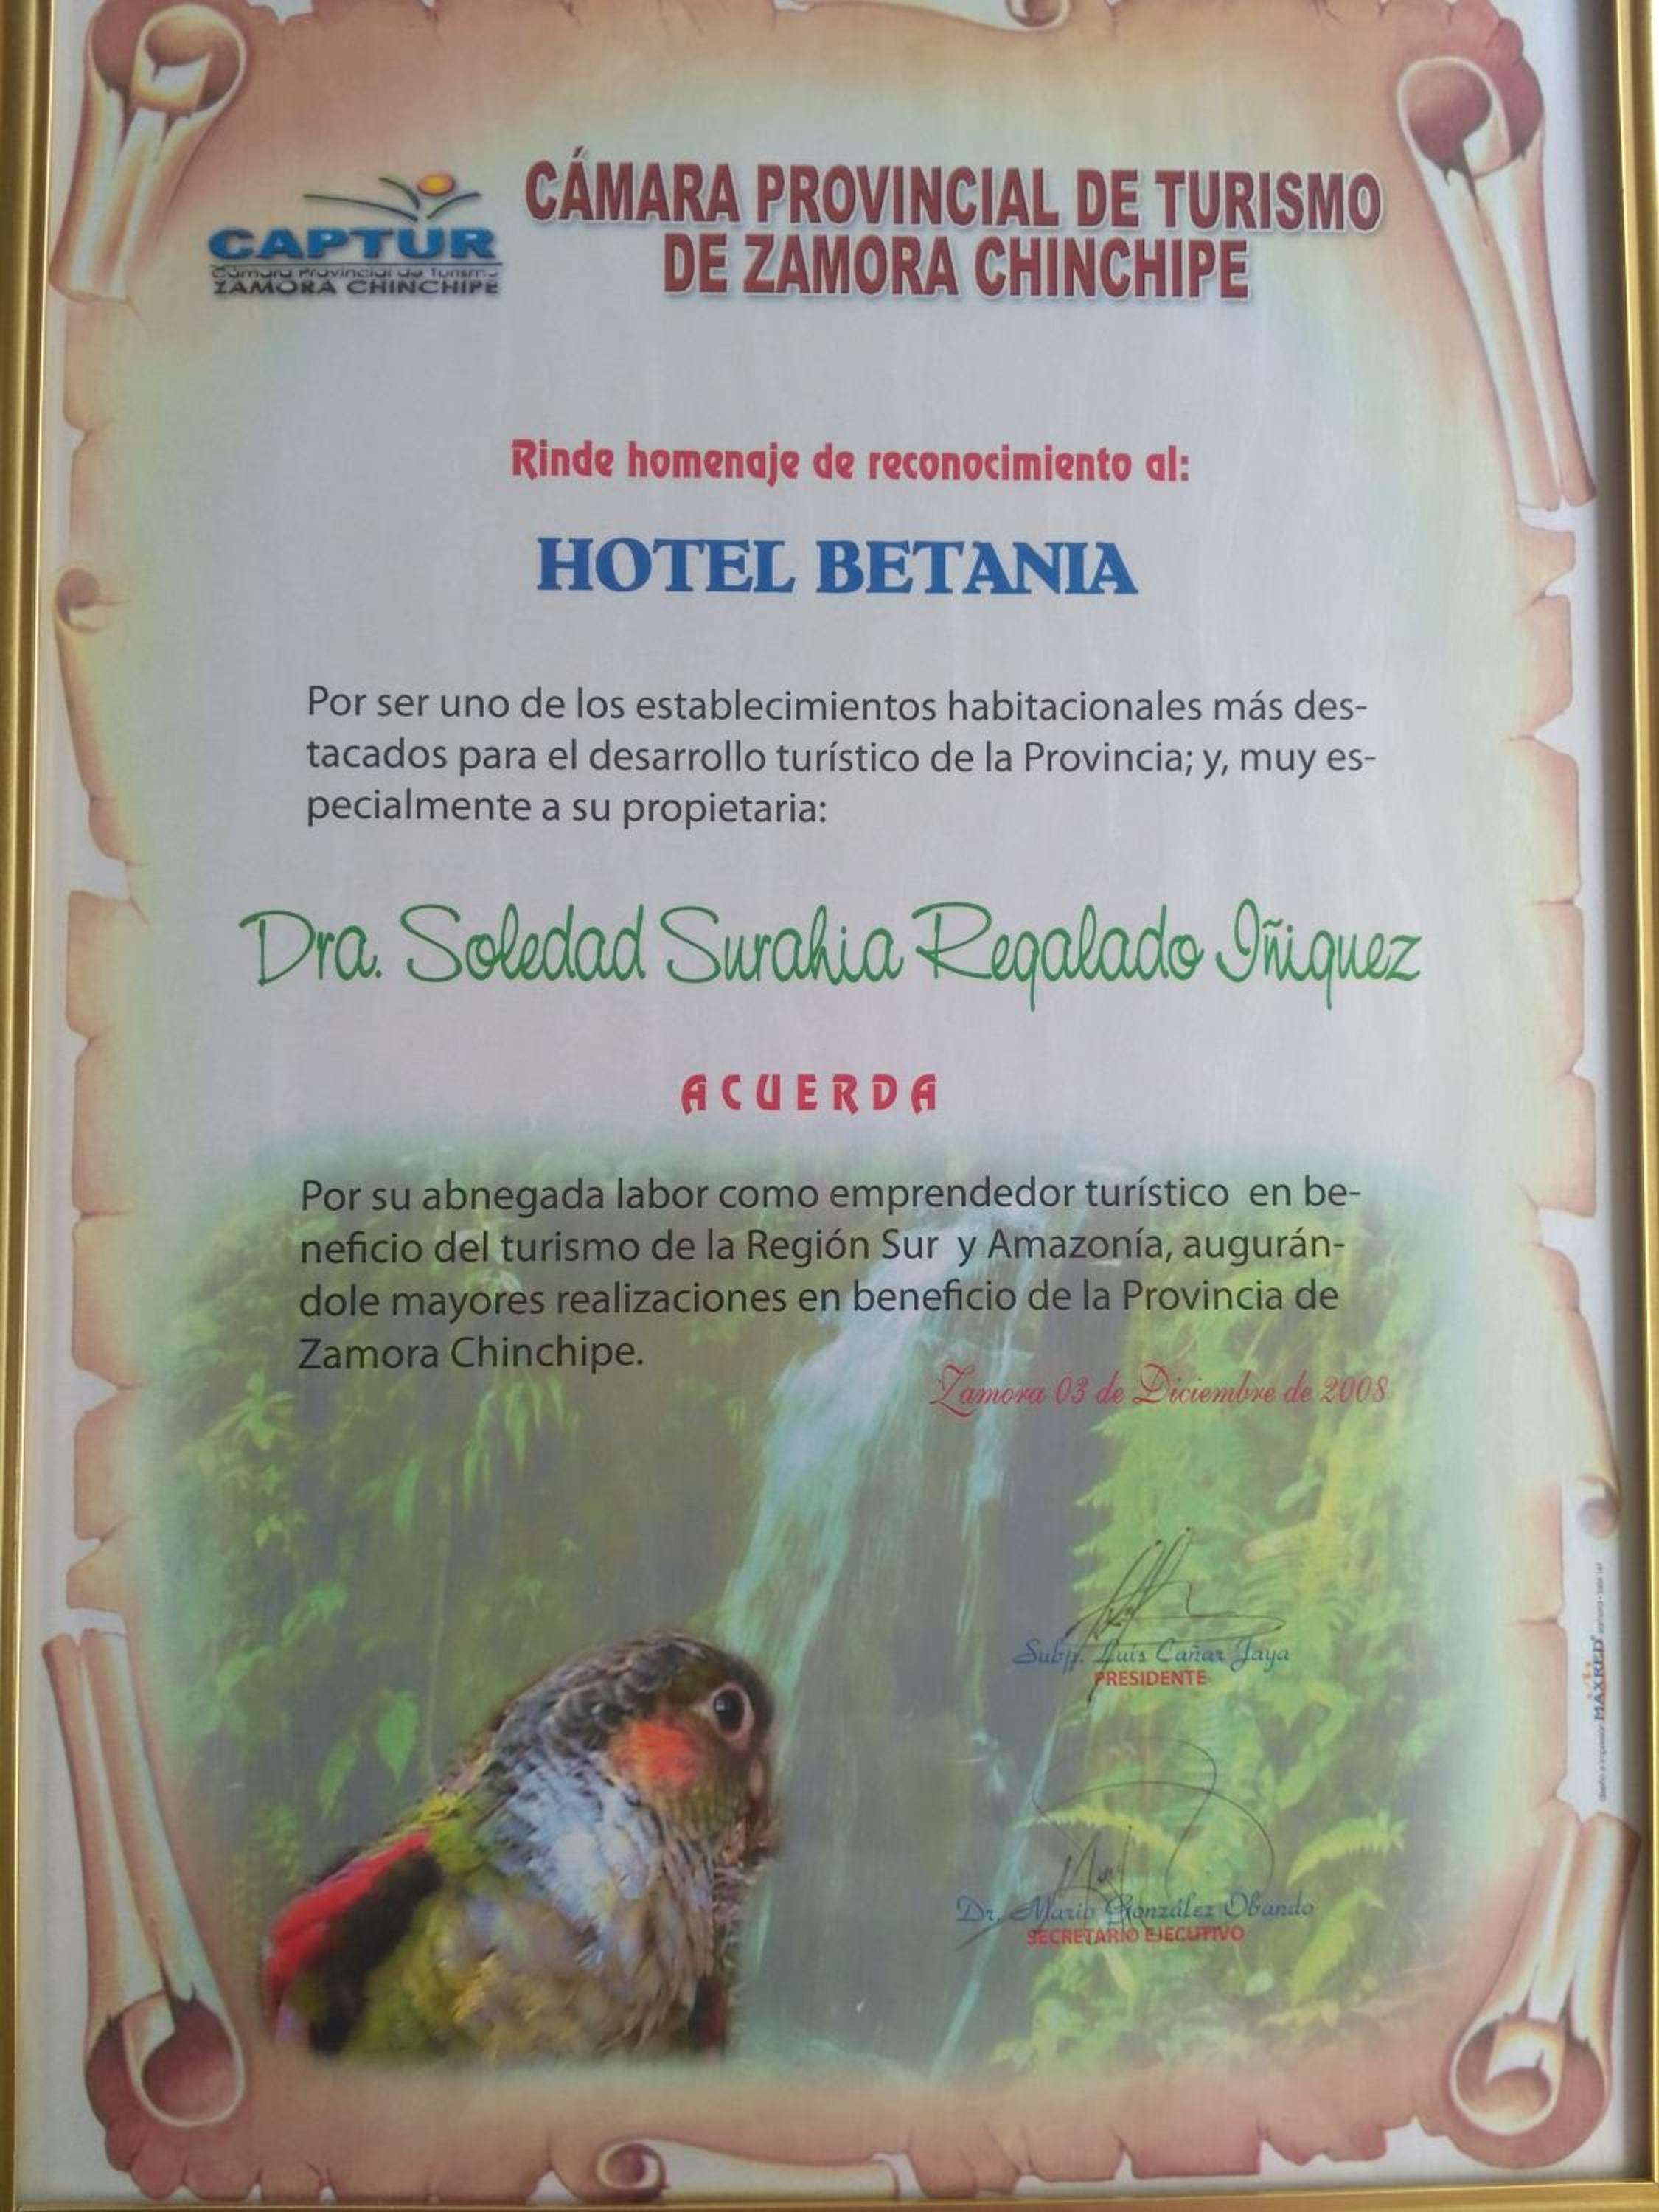 CAPTUR
Cámara Provincial de Turismo
ZAMORA CHINCHIPE
CÁMARA PROVINCIAL DE TURISMO
DE ZAMORA CHINCHIPE
Rinde homenaje de reconocimiento al:
HOTEL BETANIA
Por ser uno de los establecimientos habitacionales más des-
tacados para el desarrollo turístico de la Provincia; y, muy es-
pecialmente a su propietaria:
Dra. Soledad Surahia Regalado Iñiquez
ACUERDA
Por su abnegada labor como emprendedor turístico en be-
neficio del turismo de la Región Sur y Amazonía, augurán-
dole mayores realizaciones en beneficio de la Provincia de
Zamora Chinchipe.
Zamora 03 de Diciembre de 2008
Subp. Luis Cañar Jaya
PRESIDENTE
Dr. Mario González Obando
SECRETARIO EJECUTIVO
diseño e impresión MAXRED